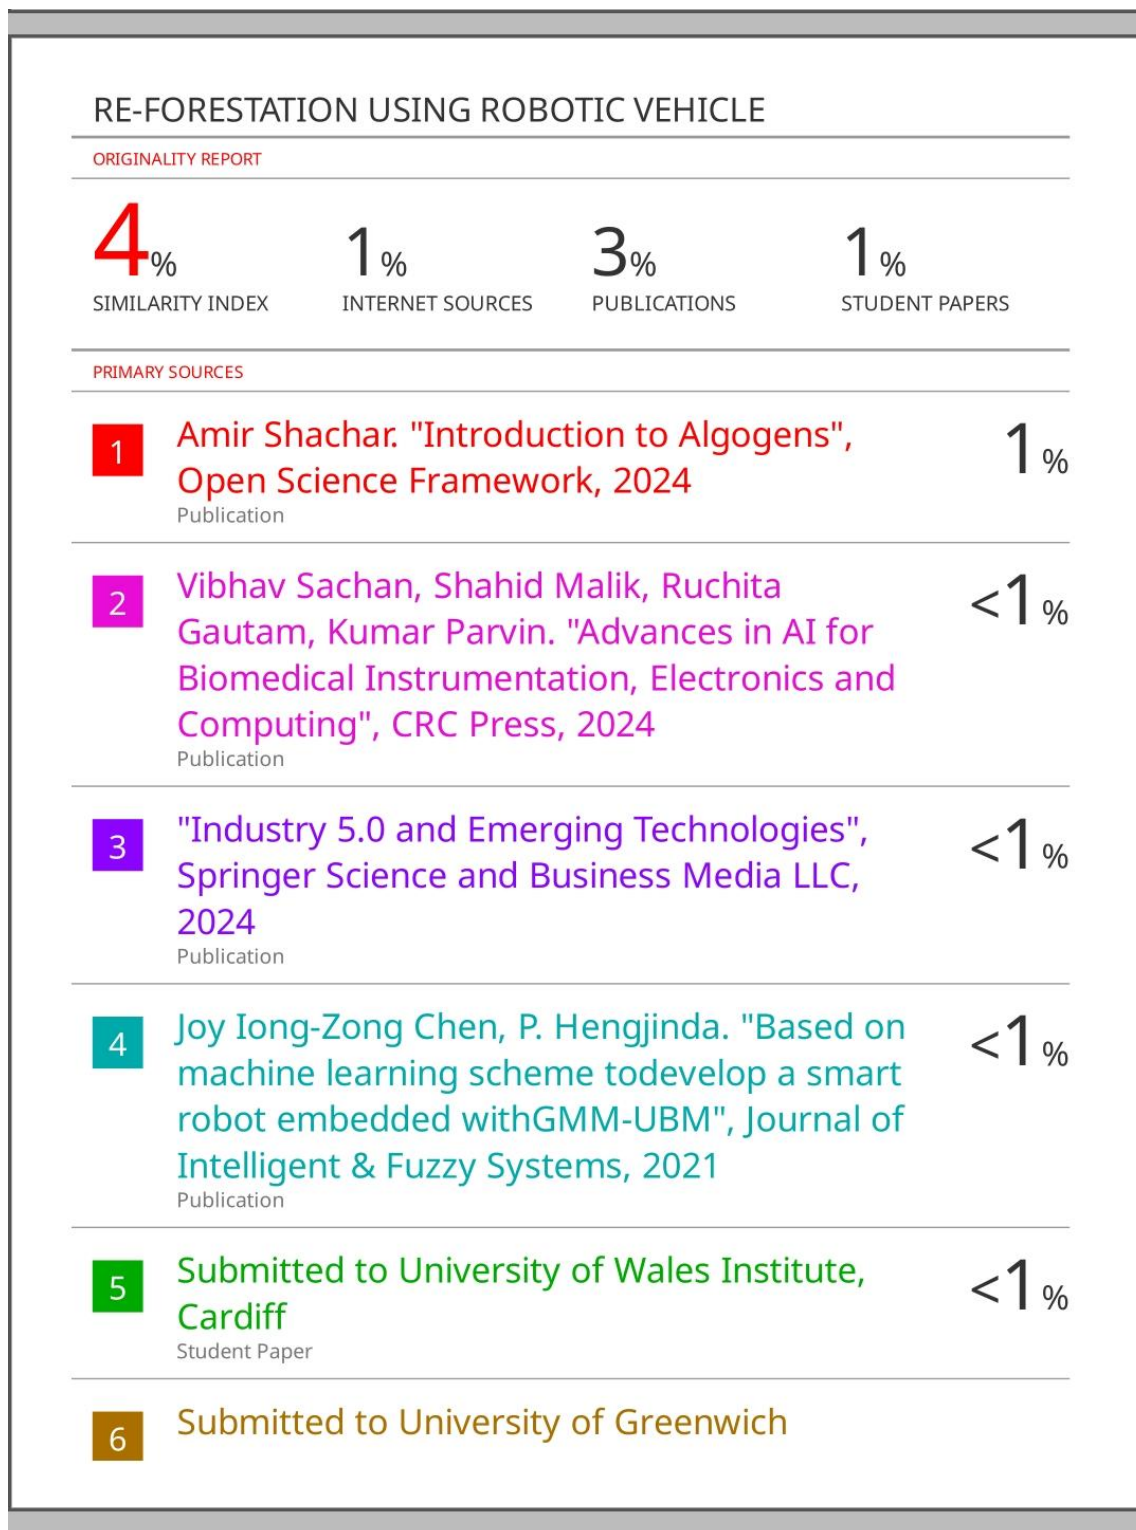 RE-FORESTATION USING ROBOTIC VEHICLE
ORIGINALITY REPORT
4%
1%
3%
1%
SIMILARITY INDEX
INTERNET SOURCES
PUBLICATIONS
STUDENT PAPERS
PRIMARY SOURCES
1
Amir Shachar. "Introduction to Algogens",
Open Science Framework, 2024
Publication
1%
2
Vibhav Sachan, Shahid Malik, Ruchita
Gautam, Kumar Parvin. "Advances in AI for
Biomedical Instrumentation, Electronics and
Computing", CRC Press, 2024
Publication
<1%
3
"Industry 5.0 and Emerging Technologies",
Springer Science and Business Media LLC,
2024
Publication
<1%
4
Joy Iong-Zong Chen, P. Hengjinda. "Based on
machine learning scheme todevelop a smart
robot embedded withGMM-UBM", Journal of
Intelligent & Fuzzy Systems, 2021
Publication
<1%
5
Submitted to University of Wales Institute,
Cardiff
Student Paper
<1%
6
Submitted to University of Greenwich